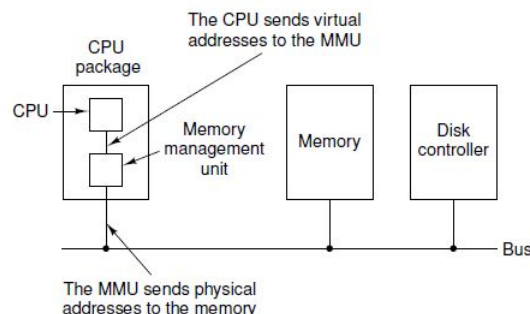 The CPU sends virtual
addresses to the MMU
CPU
package
CPU
Memory
management
unit
Memory
Disk
controller
Bus
The MMU sends physical
addresses to the memory